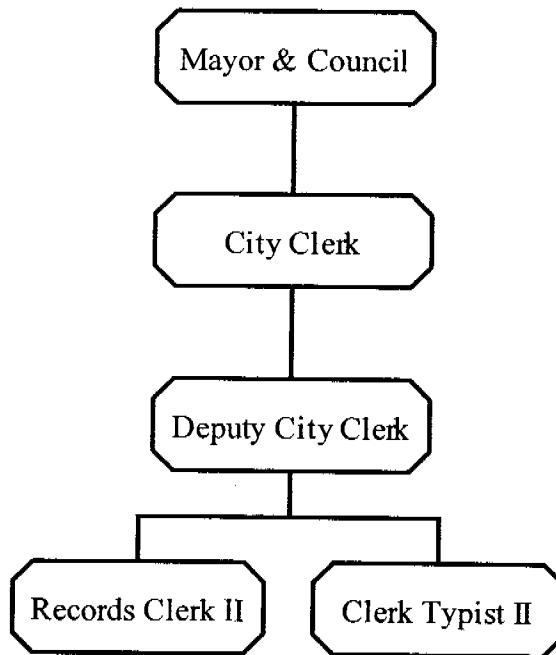 Mayor & Council
City Clerk
Deputy City Clerk
Records Clerk II
Clerk Typist II